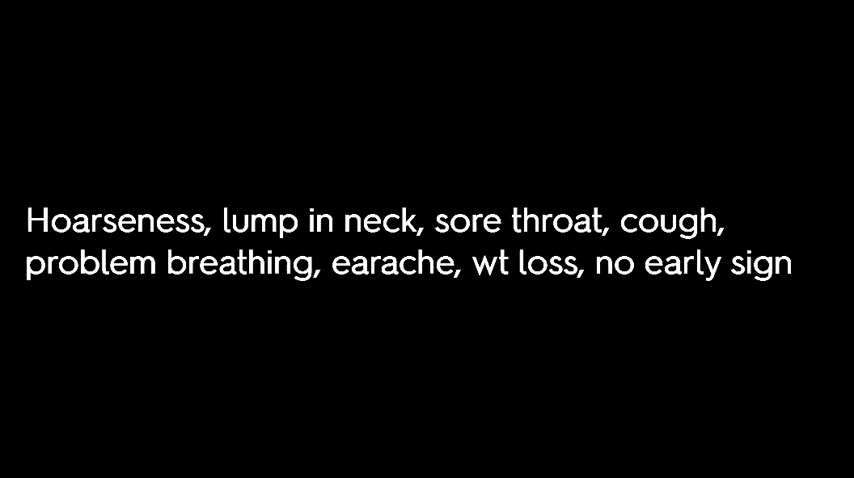 Hoarseness, lump in neck, sore throat, cough,
problem breathing, earache, wt loss, no early sign